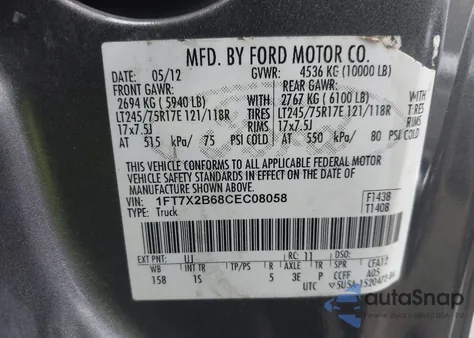 MFD. BY FORD MOTOR CO.
DATE: 05/12 GVWR: 4536 KG (10000 LB)
FRONT GAWR: REAR GAWR:
2694 KG ( 5940 LB) WITH 2767 KG ( 6100 LB) WITH
LT245/75R17E 121/118R TIRES LT245/75R17E 121/118R TIRES
17x7.5J RIMS 17x7.5J RIMS
AT 515 kPa/ 75 PSI COLD AT 550 kPa/ 80 PSI COLD
THIS VEHICLE CONFORMS TO ALL APPLICABLE FEDERAL MOTOR
VEHICLE SAFETY STANDARDS IN EFFECT ON THE DATE OF
MANUFACTURE SHOWN ABOVE.
VIN: 1FT7X2B68CEC08058
TYPE: Truck
F1438
T1408
EXT PNT: UJ RC: 11 DSO:
WB INT TR TP/PS R AXLE TR
158 1S 5 3E P
UTC
autoSnap